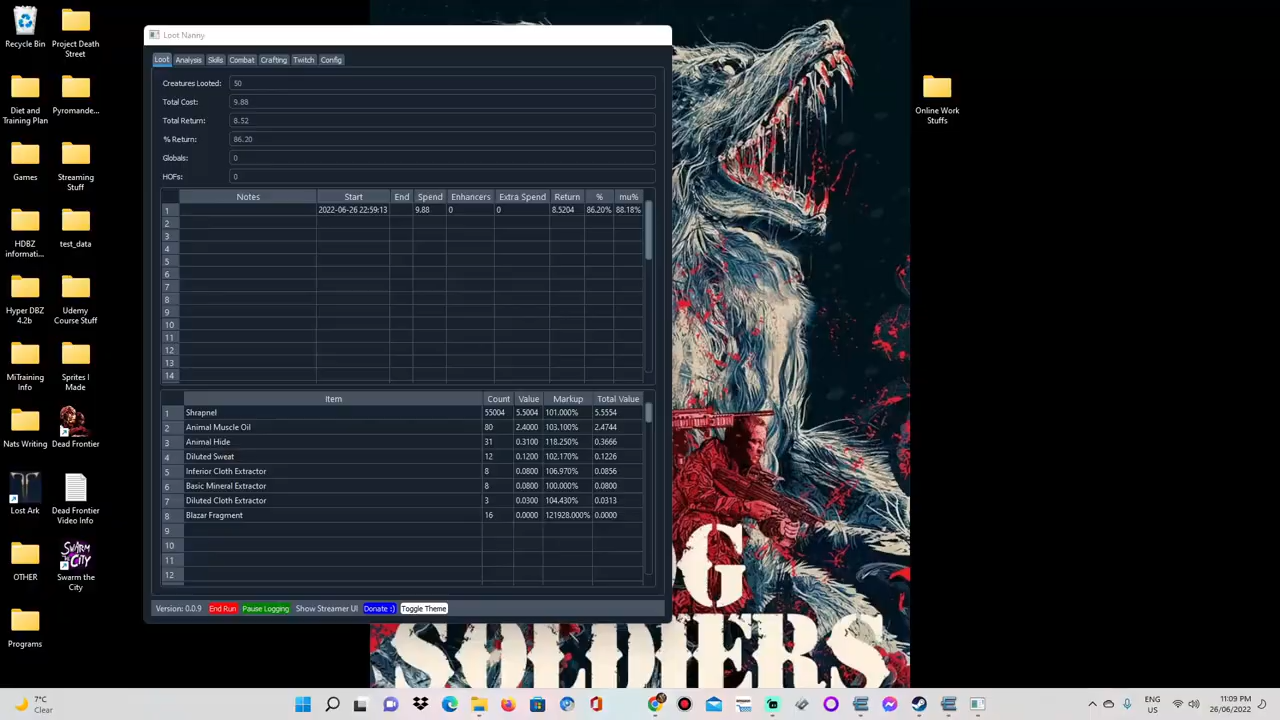 Loot Nanny
Loot Analysis Skills Combat Crafting Twitch Config
Creatures Looted: 50
Total Cost: 9.88
Total Return: 8.52
% Return: 86.20
Globals: 0
HOFs: 0
Notes Start End Spend Enhancers Extra Spend Return % mu%
1 2022-06-26 22:59:13 9.88 0 0 8.5204 86.20% 88.18%
2
3
4
5
6
7
8
9
10
11
12
13
14
Item Count Value Markup Total Value
1 Shrapnel 55004 5.5004 101.000% 5.5554
2 Animal Muscle Oil 80 2.4000 103.100% 2.4744
3 Animal Hide 31 0.3100 118.250% 0.3666
4 Diluted Sweat 12 0.1200 102.170% 0.1226
5 Inferior Cloth Extractor 8 0.0800 106.970% 0.0856
6 Basic Mineral Extractor 8 0.0800 100.000% 0.0800
7 Diluted Cloth Extractor 3 0.0300 104.430% 0.0313
8 Blazar Fragment 16 0.0000 121928.000% 0.0000
9
10
11
12
Version: 0.0.9 End Run Pause Logging Show Streamer UI Donate :) Toggle Theme
Recycle Bin
Project Death
Street
Diet and
Training Plan
Pyromande...
Games
Streaming
Stuff
HDBZ
informati...
test_data
Hyper DBZ
4.2b
Udemy
Course Stuff
MiTraining
Info
Sprites I
Made
Nats Writing
Dead Frontier
Lost Ark
Dead Frontier
Video Info
OTHER
SWARM THE CITY
Swarm the
City
Programs
Online Work
Stuffs
G
SOLDIERS
7°C
Clear
ENG
US
11:09 PM
26/06/2022